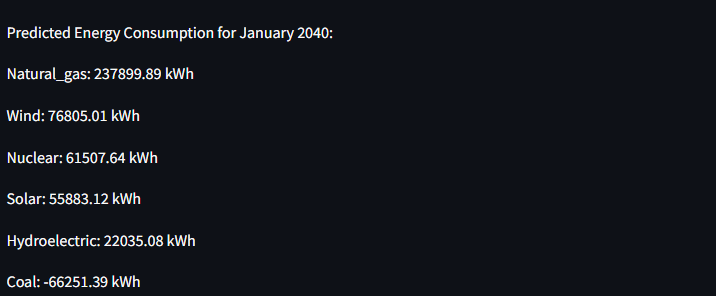 Predicted Energy Consumption for January 2040:
Natural_gas: 237899.89 kWh
Wind: 76805.01 kWh
Nuclear: 61507.64 kWh
Solar: 55883.12 kWh
Hydroelectric: 22035.08 kWh
Coal: -66251.39 kWh